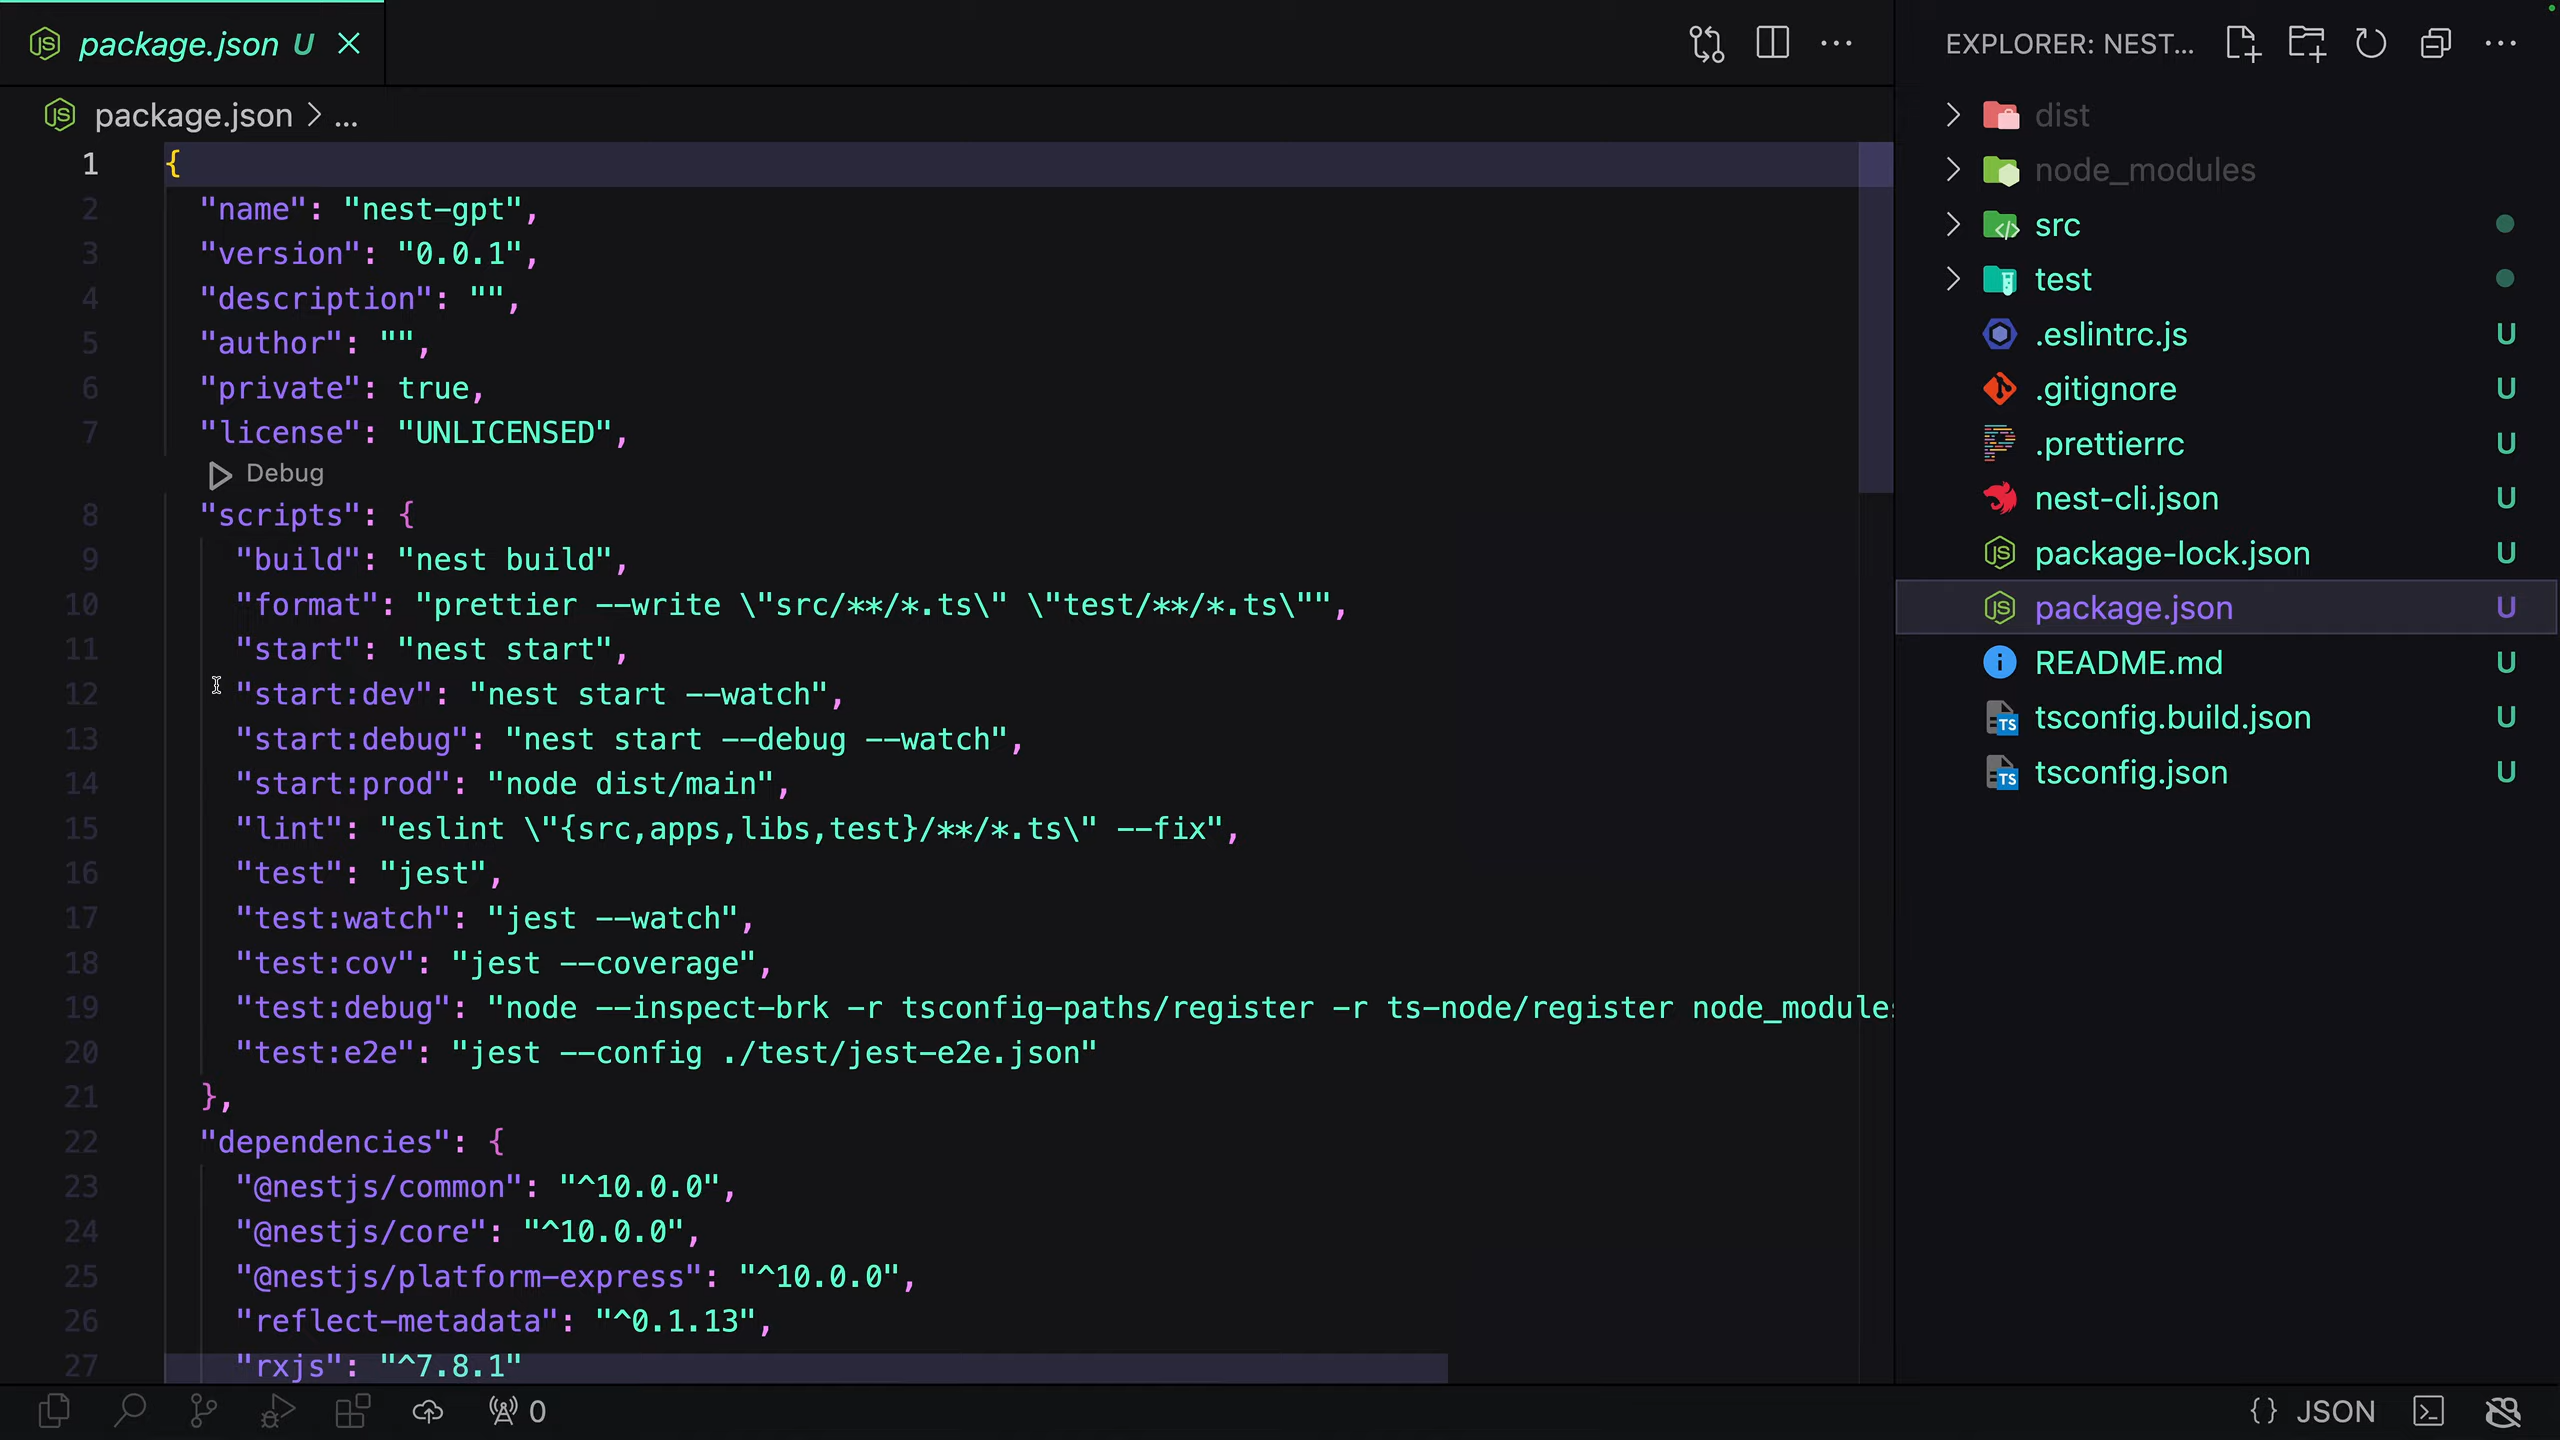 package.json U
package.json > ...
1 {
2 "name": "nest-gpt",
3 "version": "0.0.1",
4 "description": "",
5 "author": "",
6 "private": true,
7 "license": "UNLICENSED",
Debug
8 "scripts": {
9 "build": "nest build",
10 "format": "prettier --write \"src/**/*.ts\" \"test/**/*.ts\"",
11 "start": "nest start",
12 "start:dev": "nest start --watch",
13 "start:debug": "nest start --debug --watch",
14 "start:prod": "node dist/main",
15 "lint": "eslint \"{src,apps,libs,test}/**/*.ts\" --fix",
16 "test": "jest",
17 "test:watch": "jest --watch",
18 "test:cov": "jest --coverage",
19 "test:debug": "node --inspect-brk -r tsconfig-paths/register -r ts-node/register node_modules
20 "test:e2e": "jest --config ./test/jest-e2e.json"
21 },
22 "dependencies": {
23 "@nestjs/common": "^10.0.0",
24 "@nestjs/core": "^10.0.0",
25 "@nestjs/platform-express": "^10.0.0",
26 "reflect-metadata": "^0.1.13",
27 "rxjs": "^7.8.1"
EXPLORER: NEST...
dist
node_modules
src
test
.eslintrc.js U
.gitignore U
.prettierrc U
nest-cli.json U
package-lock.json U
package.json U
README.md U
tsconfig.build.json U
tsconfig.json U
0
{} JSON